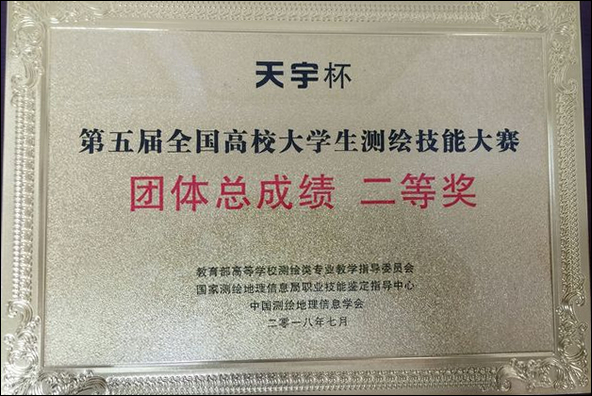 天宇杯
第五届全国高校大学生测绘技能大赛
团体总成绩 二等奖
教育部高等学校测绘类专业教学指导委员会
国家测绘地理信息局职业技能鉴定指导中心
中国测绘地理信息学会
二零一八年七月